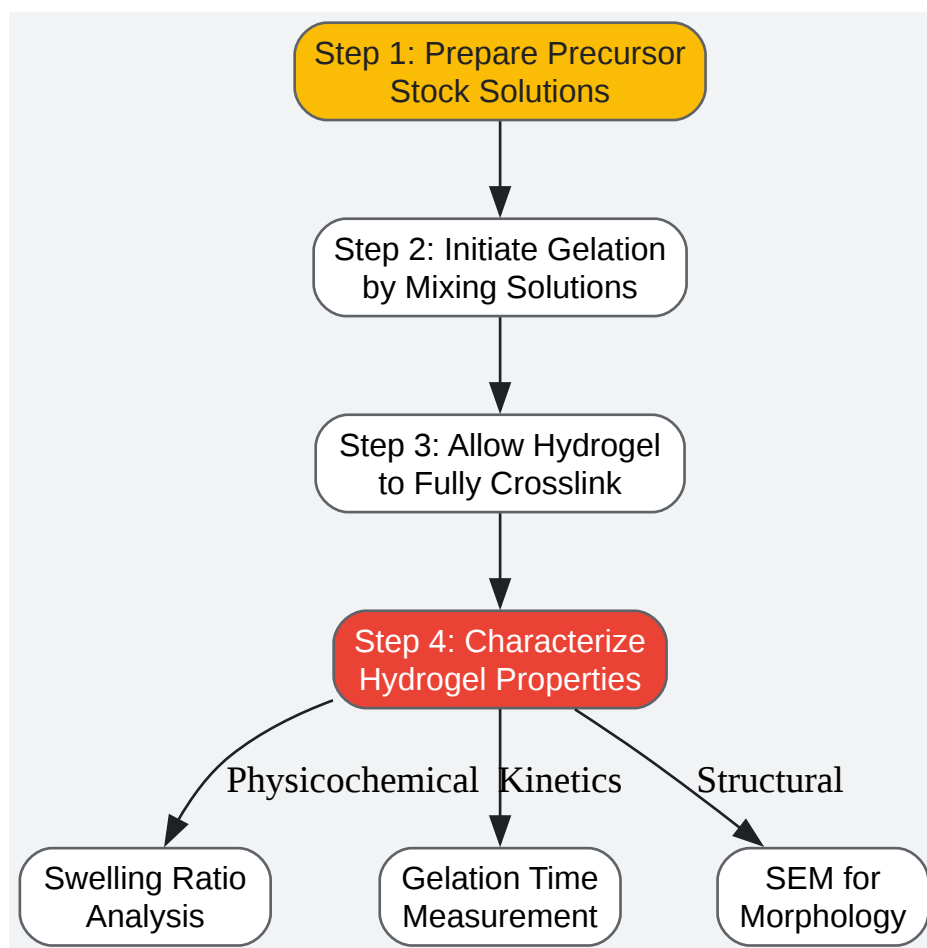 Step 1: Prepare Precursor
Stock Solutions
Step 2: Initiate Gelation
by Mixing Solutions
Step 3: Allow Hydrogel
to Fully Crosslink
Step 4: Characterize
Hydrogel Properties
Physicochemical
Kinetics
Structural
Swelling Ratio
Analysis
Gelation Time
Measurement
SEM for
Morphology